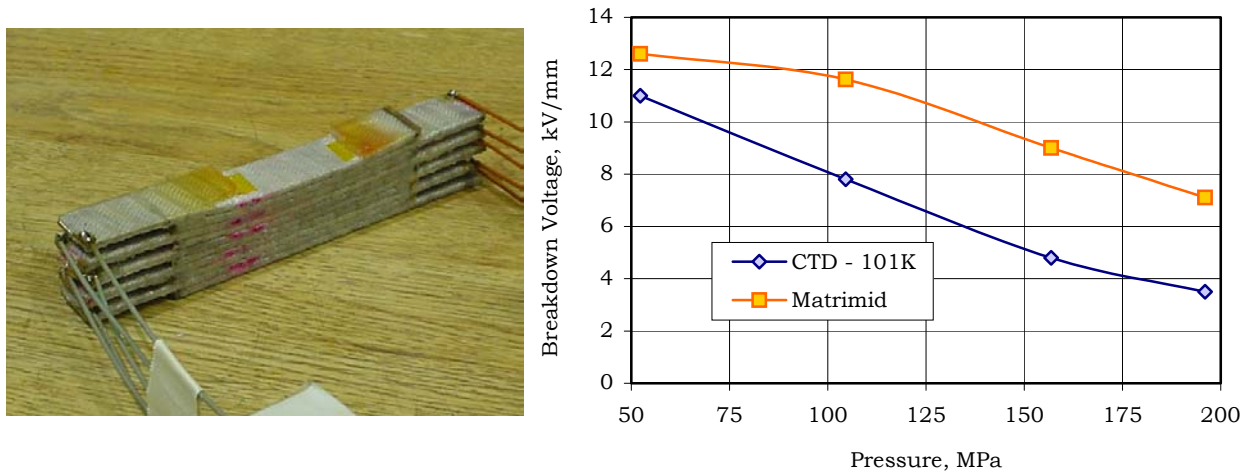 14
12
10
8
6
4
2
0
Breakdown Voltage, kV/mm
CTD - 101K
Matrimid
50 75 100 125 150 175 200
Pressure, MPa